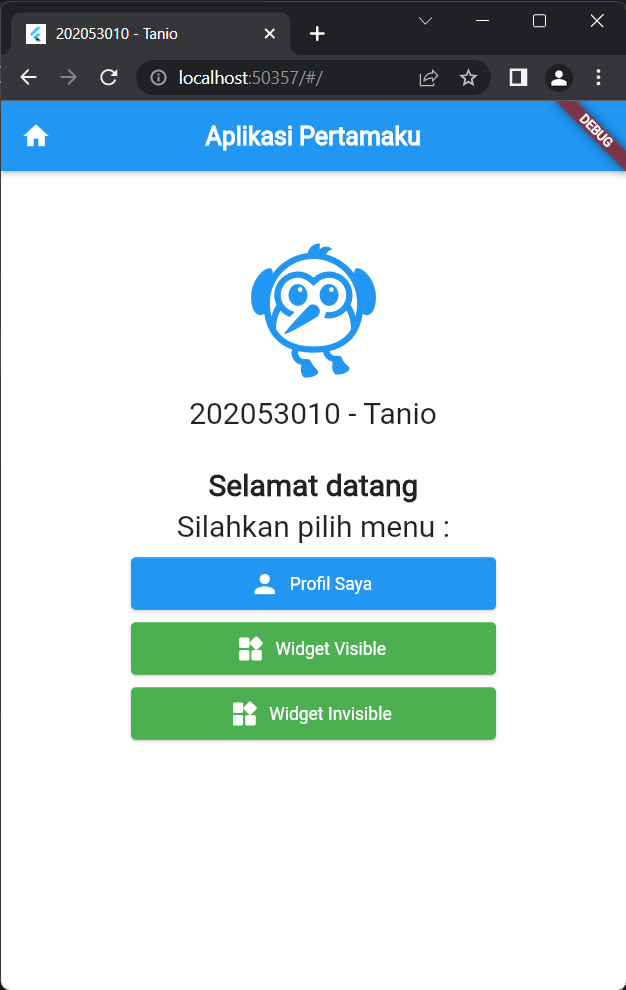 202053010 - Tanio
localhost:50357/#/
Aplikasi Pertamaku
DEBUG
202053010 - Tanio
Selamat datang
Silahkan pilih menu :
Profil Saya
Widget Visible
Widget Invisible